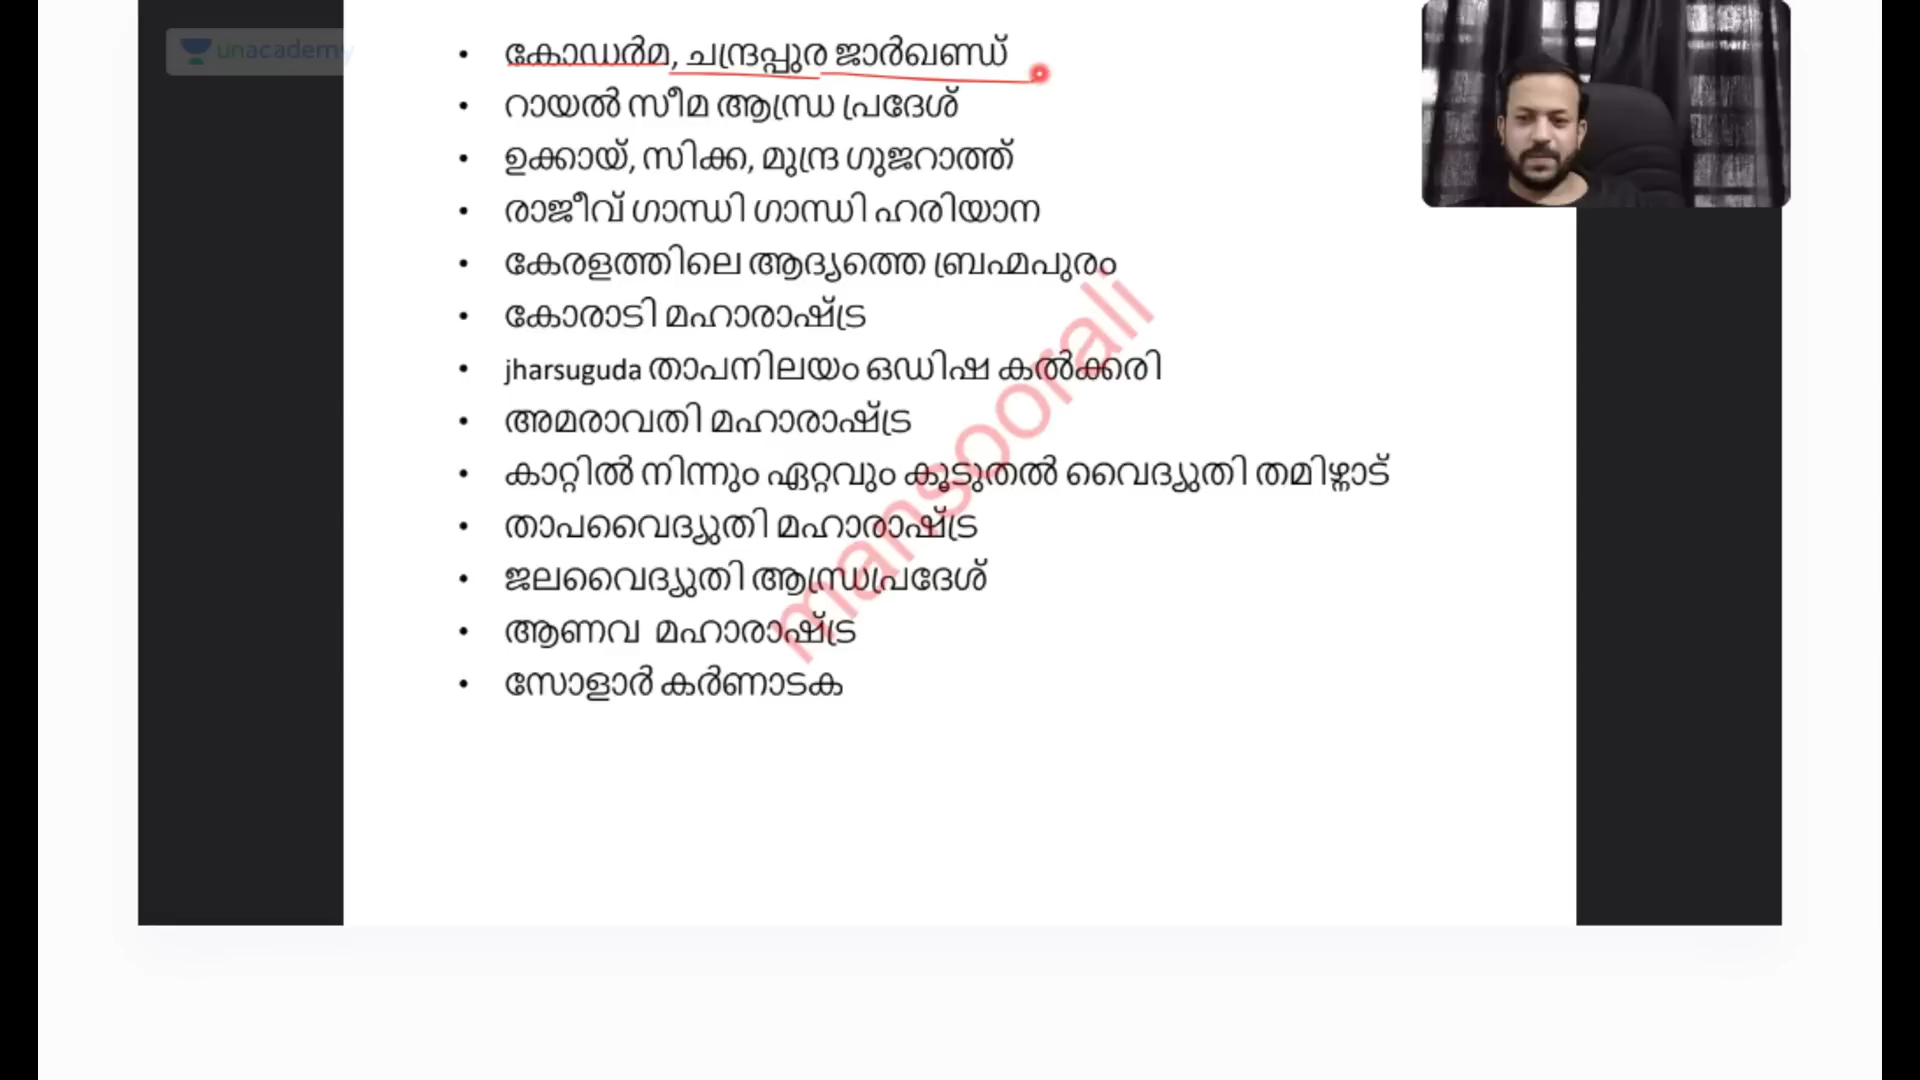 unacademy
കോഡർമ, ചന്ദ്രപ്പുര ജാർഖണ്ഡ്
റായൽ സീമ ആന്ധ്ര പ്രദേശ്
ഉക്കായ്, സിക്ക, മുന്ദ്ര ഗുജറാത്ത്
രാജീവ് ഗാന്ധി ഗാന്ധി ഹരിയാന
കേരളത്തിലെ ആദ്യത്തെ ബ്രഹ്മപുരം
കോരാടി മഹാരാഷ്ട്ര
jharsuguda താപനിലയം ഒഡിഷ കൽക്കരി
അമരാവതി മഹാരാഷ്ട്ര
കാറ്റിൽ നിന്നും ഏറ്റവും കൂടുതൽ വൈദ്യുതി തമിഴ്നാട്
താപവൈദ്യുതി മഹാരാഷ്ട്ര
ജലവൈദ്യുതി ആന്ധ്രപ്രദേശ്
ആണവ  മഹാരാഷ്ട്ര
സോളാർ കർണാടക
mansoorali